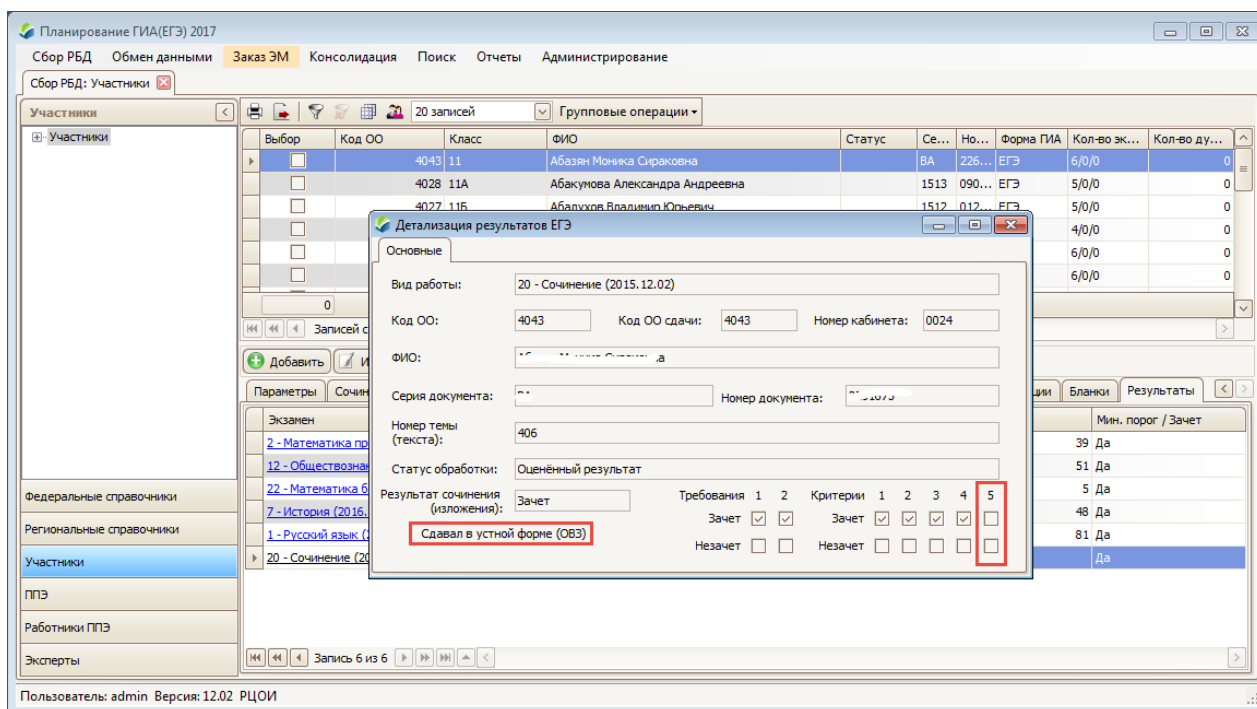 Планирование ГИА(ЕГЭ) 2017
Сбор РБД Обмен данными Заказ ЭМ Консолидация Поиск Отчеты Администрирование
Сбор РБД: Участники
Участники
20 записей Групповые операции
Участники
Выбор Код ОО Класс ФИО Статус Се... Но... Форма ГИА Кол-во эк... Кол-во ду...
4043 11 Абазян Моника Сираковна ВА 226... ЕГЭ 6/0/0 0
4028 11А Абакумова Александра Андреевна 1513 090... ЕГЭ 5/0/0 0
4027 11Б Абалухов Владимир Юрьевич 1512 012... ЕГЭ 5/0/0 0
4/0/0 0
6/0/0 0
6/0/0 0
0
Записей с
Добавить И
Параметры Сочин ции Бланки Результаты
Экзамен Мин. порог / Зачет
2 - Математика пр 39 Да
12 - Обществозна 51 Да
22 - Математика б 5 Да
7 - История (2016. 48 Да
1 - Русский язык (2 81 Да
20 - Сочинение (20 Да
Запись 6 из 6
Детализация результатов ЕГЭ
Основные
Вид работы: 20 - Сочинение (2015.12.02)
Код ОО: 4043 Код ОО сдачи: 4043 Номер кабинета: 0024
ФИО:
Серия документа: Номер документа:
Номер темы
(текста): 406
Статус обработки: Оценённый результат
Результат сочинения
(изложения): Зачет
Сдавал в устной форме (ОВЗ)
Требования 1 2 Критерии 1 2 3 4 5
Зачет Зачет
Незачет Незачет
Федеральные справочники
Региональные справочники
Участники
ППЭ
Работники ППЭ
Эксперты
Пользователь: admin Версия: 12.02 РЦОИ